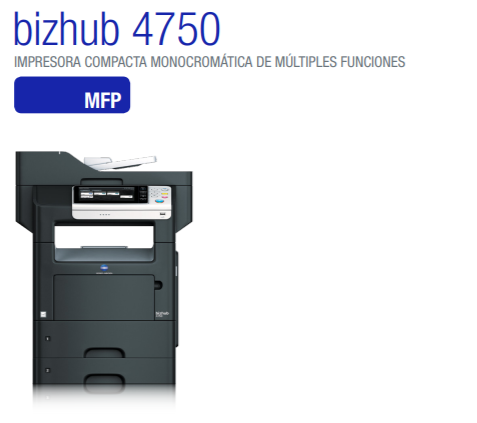 bizhub 4750
IMPRESORA COMPACTA MONOCROMÁTICA DE MÚLTIPLES FUNCIONES
MFP